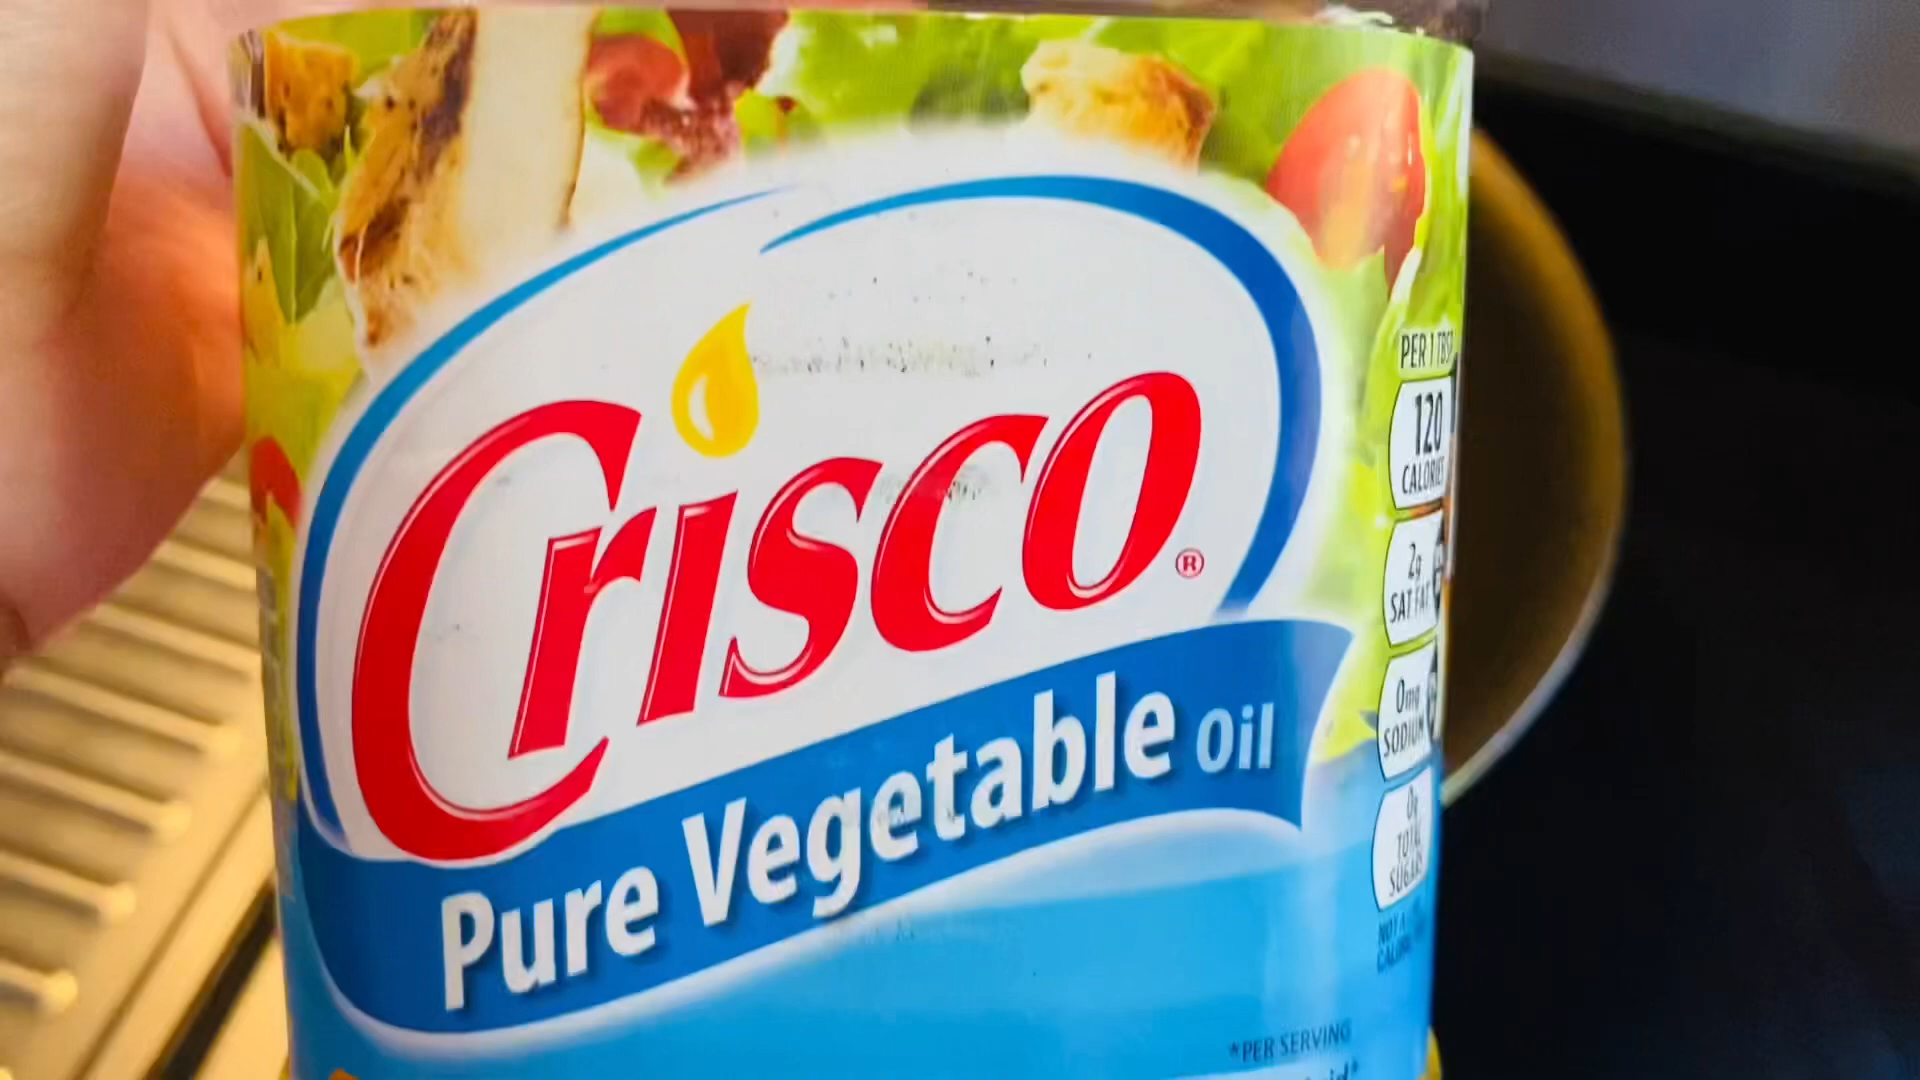 Crisco®
Pure Vegetable Oil
PER 1 TBSP
120
CALORIES
2g
SAT FAT
0mg
SODIUM
0g
TOTAL
SUGARS
NOT A
*PER SERVING